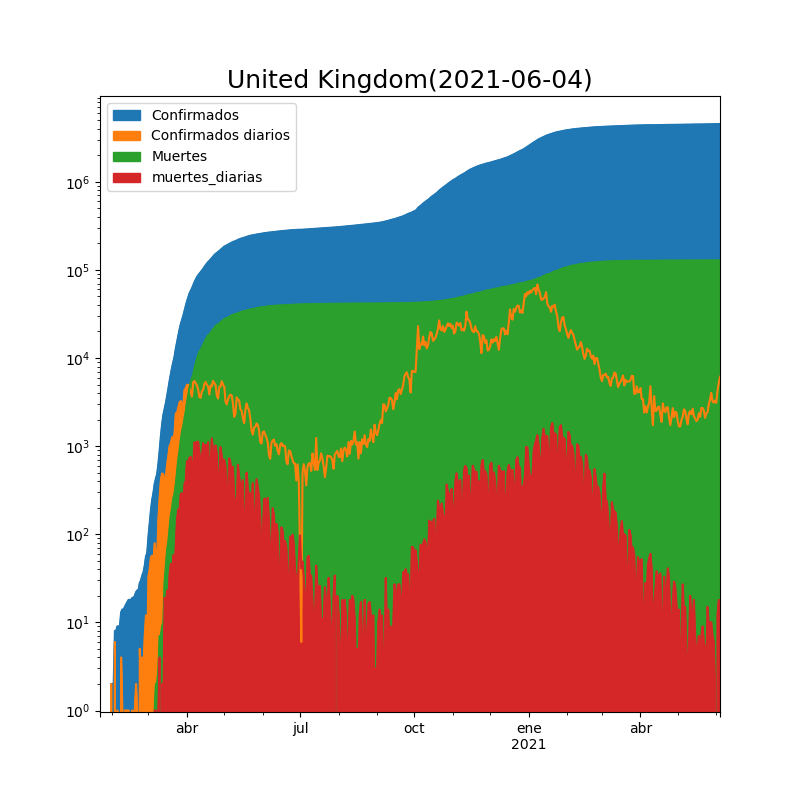 United Kingdom(2021-06-04)
Confirmados
Confirmados diarios
Muertes
muertes_diarias
10^6
10^5
10^4
10^3
10^2
10^1
10^0
abr jul oct ene abr
2021